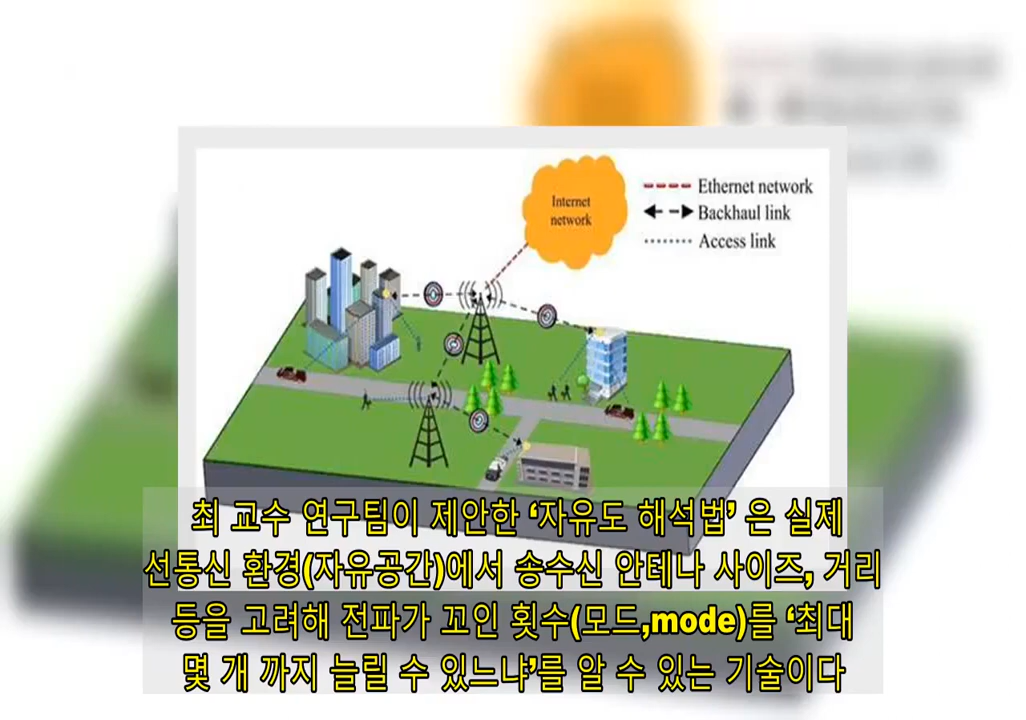 Internet
network
Ethernet network
Backhaul link
Access link
최 교수 연구팀이 제안한 ‘자유도 해석법’ 은 실제
선통신 환경(자유공간)에서 송수신 안테나 사이즈, 거리
등을 고려해 전파가 꼬인 횟수(모드,mode)를 ‘최대
몇 개 까지 늘릴 수 있느냐’를 알 수 있는 기술이다